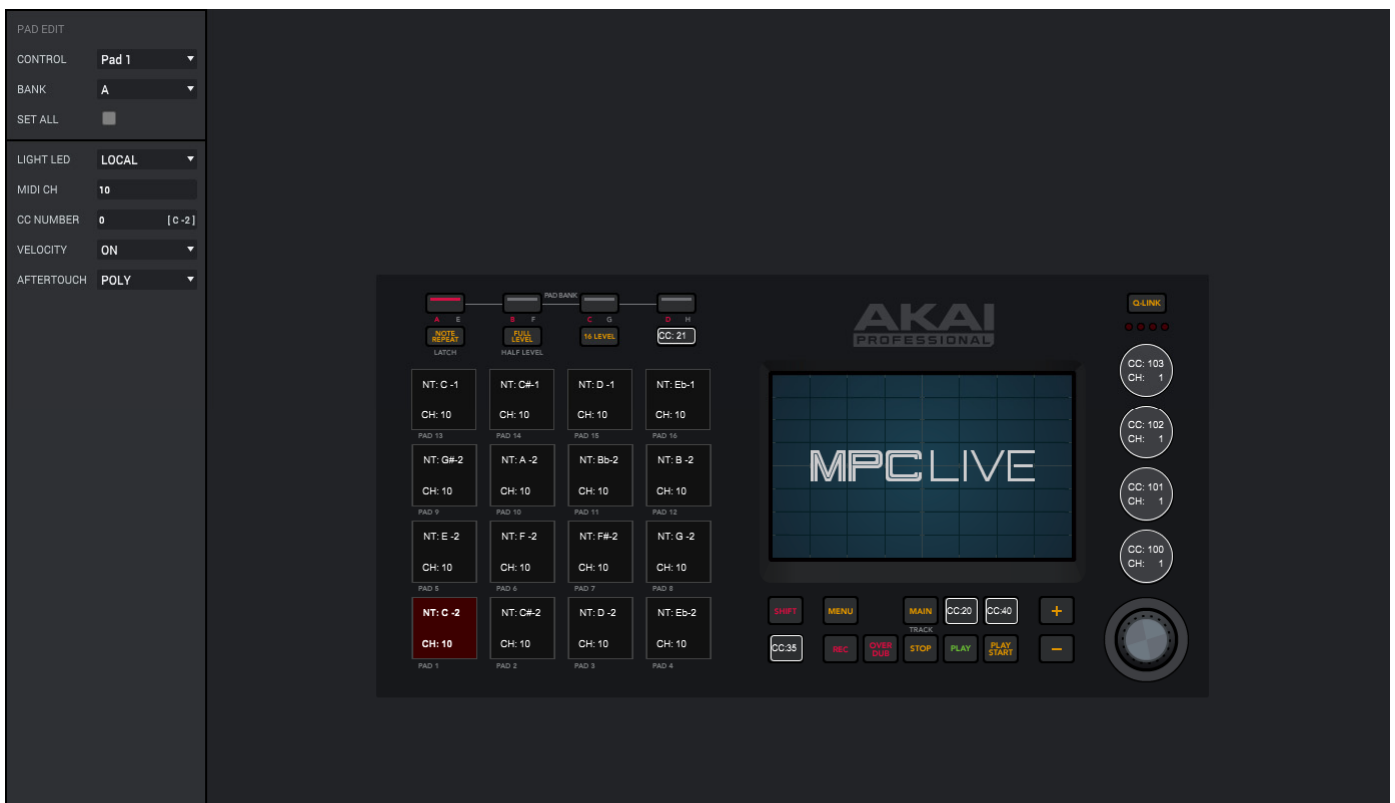 PAD EDIT
CONTROL Pad 1
BANK A
SET ALL
LIGHT LED LOCAL
MIDI CH 10
CC NUMBER 0 [ C -2 ]
VELOCITY ON
AFTERTOUCH POLY
PAD BANK
A E B F C G D H
NOTE REPEAT
FULL LEVEL
16 LEVEL
CC: 21
LATCH
HALF LEVEL
NT: C -1 NT: C#-1 NT: D -1 NT: Eb-1
CH: 10 CH: 10 CH: 10 CH: 10
PAD 13 PAD 14 PAD 15 PAD 16
NT: G#-2 NT: A -2 NT: Bb-2 NT: B -2
CH: 10 CH: 10 CH: 10 CH: 10
PAD 9 PAD 10 PAD 11 PAD 12
NT: E -2 NT: F -2 NT: F#-2 NT: G -2
CH: 10 CH: 10 CH: 10 CH: 10
PAD 5 PAD 6 PAD 7 PAD 8
NT: C -2 NT: C#-2 NT: D -2 NT: Eb-2
CH: 10 CH: 10 CH: 10 CH: 10
PAD 1 PAD 2 PAD 3 PAD 4
AKAI
PROFESSIONAL
MPC LIVE
SHIFT MENU MAIN CC:20 CC:40 +
TRACK
CC:35 REC OVER DUB STOP PLAY PLAY START −
Q-LINK
CC: 103
CH: 1
CC: 102
CH: 1
CC: 101
CH: 1
CC: 100
CH: 1